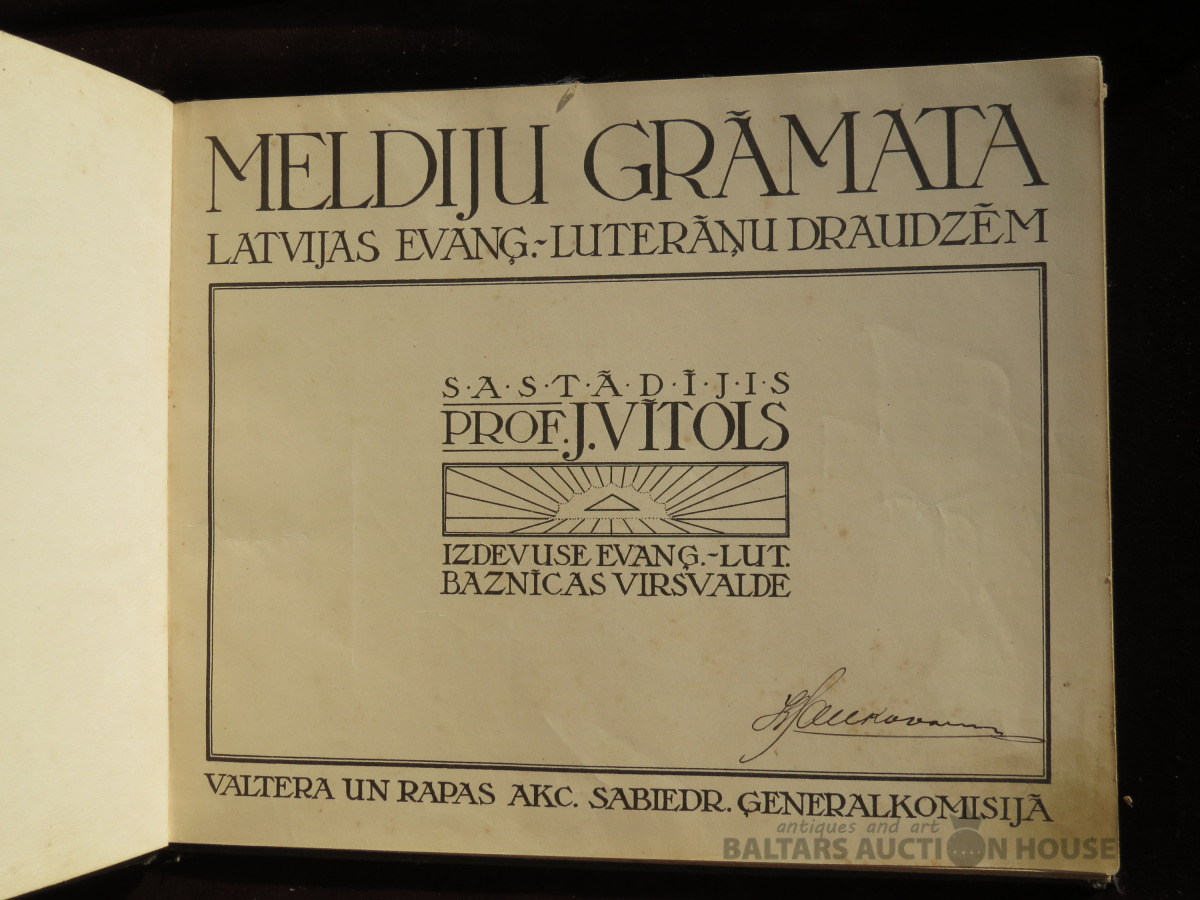 MELDIJU GRĀMATA
LATVIJAS EVANĢ.-LUTERĀŅU DRAUDZĒM
S·A·S·T·Ā·D·Ī·J·I·S
PROF. J. VĪTOLS
IZDEVUSE EVANĢ.-LUT.
BAZNĪCAS VIRSVALDE
VALTERA UN RAPAS AKC. SABIEDR. ĢENERALKOMISIJĀ
antiques and art
BALTARS AUCTION HOUSE